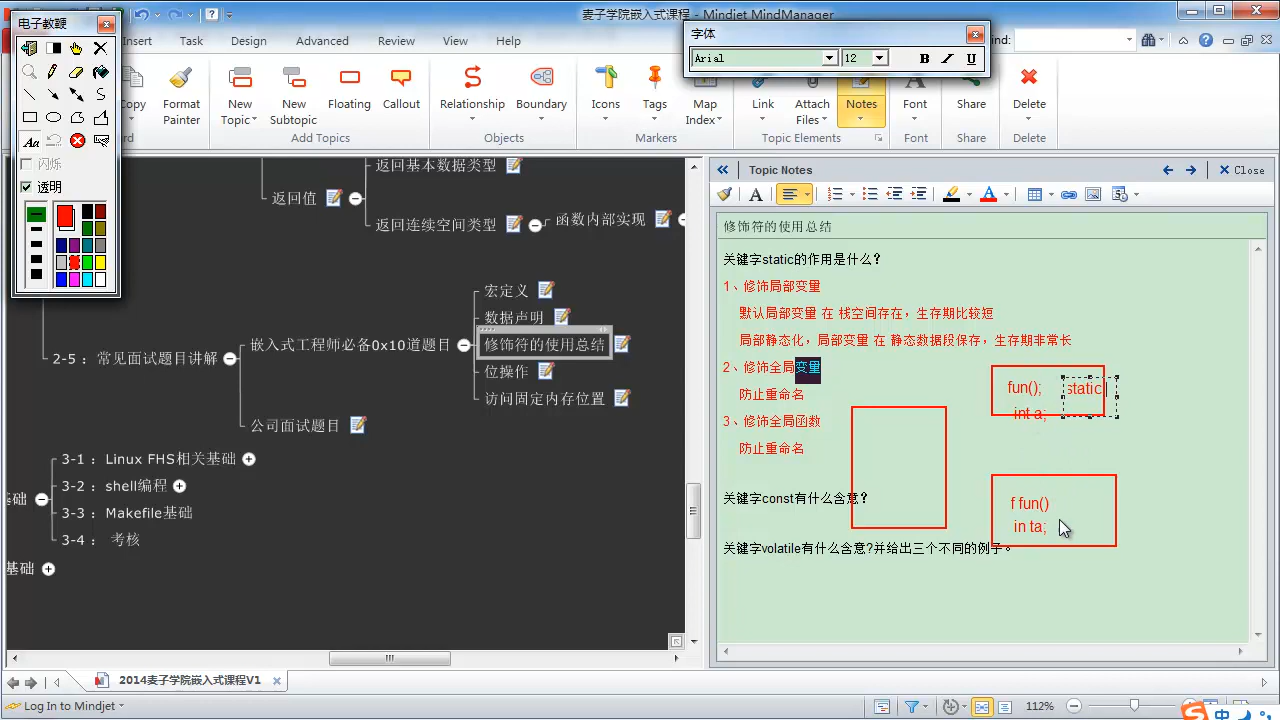 电子教鞭
麦子学院嵌入式课程 - Mindjet MindManager
字体
Arial
12
B I U
Insert Task Design Advanced Review View Help
Copy
Format Painter
New Topic
New Subtopic
Floating
Callout
Relationship
Boundary
Icons
Tags
Map Index
Link
Attach Files
Notes
Font
Share
Delete
Add Topics
Objects
Markers
Topic Elements
Font
Share
Delete
Aa
闪烁
透明
返回基本数据类型
返回值
返回连续空间类型
函数内部实现
宏定义
数据声明
2-5 : 常见面试题目讲解
嵌入式工程师必备0x10道题目
修饰符的使用总结
位操作
访问固定内存位置
公司面试题目
3-1 : Linux FHS相关基础
3-2 : shell编程
基础
3-3 : Makefile基础
3-4 : 考核
基础
Topic Notes
Close
修饰符的使用总结
关键字static的作用是什么?
1、修饰局部变量
默认局部变量 在 栈空间存在，生存期比较短
局部静态化，局部变量 在 静态数据段保存，生存期非常长
2、修饰全局变量
防止重命名
3、修饰全局函数
防止重命名
fun(); static
int a;
关键字const有什么含意?
f fun()
in ta;
关键字volatile有什么含意?并给出三个不同的例子。
2014麦子学院嵌入式课程V1
Log In to Mindjet
112%
中